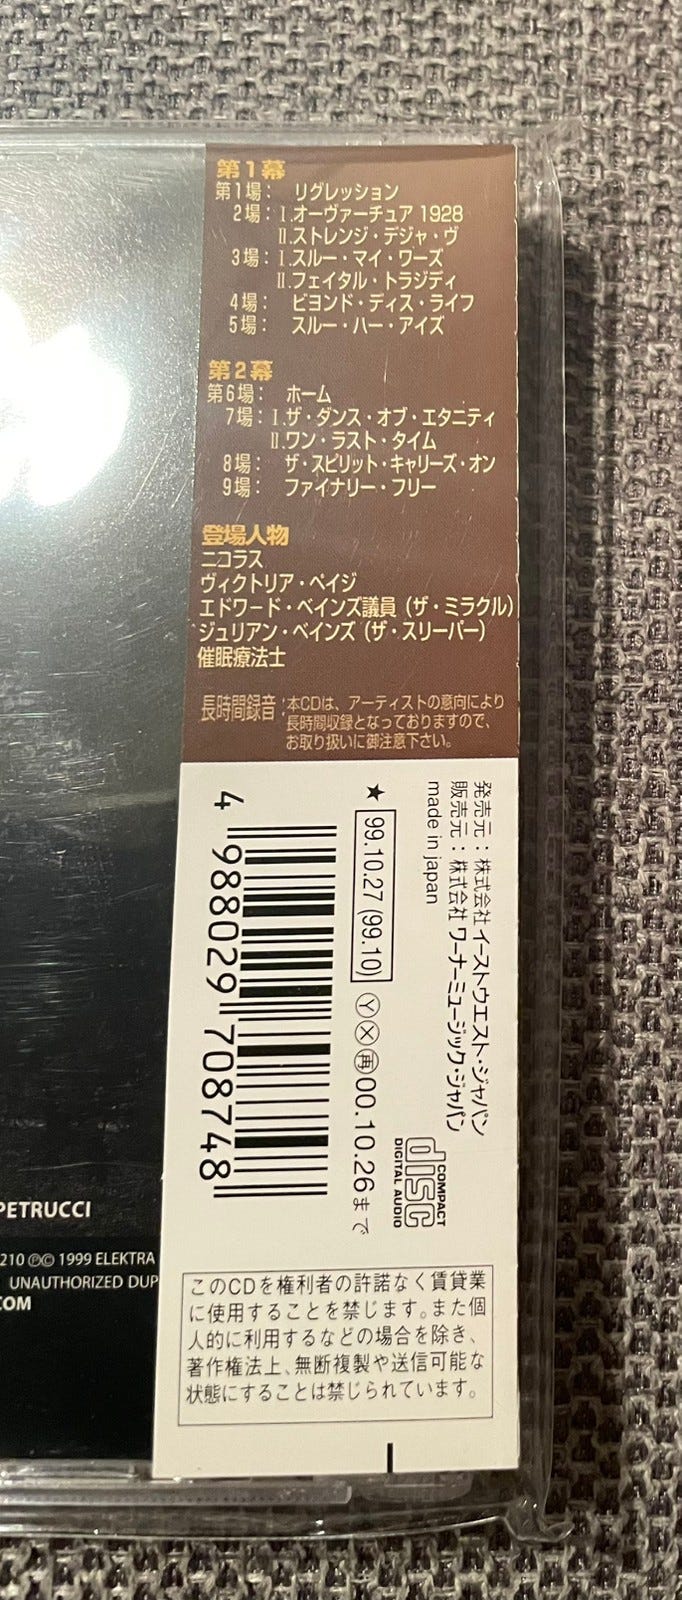 第1幕
第1場： リグレッション
2場：Ⅰ.オーヴァーチュア 1928
Ⅱ.ストレンジ・デジャ・ヴ
3場：Ⅰ.スルー・マイ・ワーズ
Ⅱ.フェイタル・トラジディ
4場： ビヨンド・ディス・ライフ
5場： スルー・ハー・アイズ
第2幕
第6場： ホーム
7場：Ⅰ.ザ・ダンス・オブ・エタニティ
Ⅱ.ワン・ラスト・タイム
8場： ザ・スピリット・キャリーズ・オン
9場： ファイナリー・フリー
登場人物
ニコラス
ヴィクトリア・ペイジ
エドワード・ベインズ議員（ザ・ミラクル）
ジュリアン・ベインズ（ザ・スリーパー）
催眠療法士
長時間録音 本CDは、アーティストの意向により
長時間収録となっておりますので、
お取り扱いに御注意下さい。
発売元：株式会社 イーストウエスト・ジャパン
販売元：株式会社 ワーナーミュージック・ジャパン
made in japan
★ 99.10.27 (99.10) Ⓨ Ⓧ 再 00.10.26まで
4 988029 708748
COMPACT
disc
DIGITAL AUDIO
このCDを権利者の許諾なく賃貸業
に使用することを禁じます。また個
人的に利用するなどの場合を除き、
著作権法上、無断複製や送信可能な
状態にすることは禁じられています。
PETRUCCI
210 ℗© 1999 ELEKTRA
UNAUTHORIZED DUP
COM